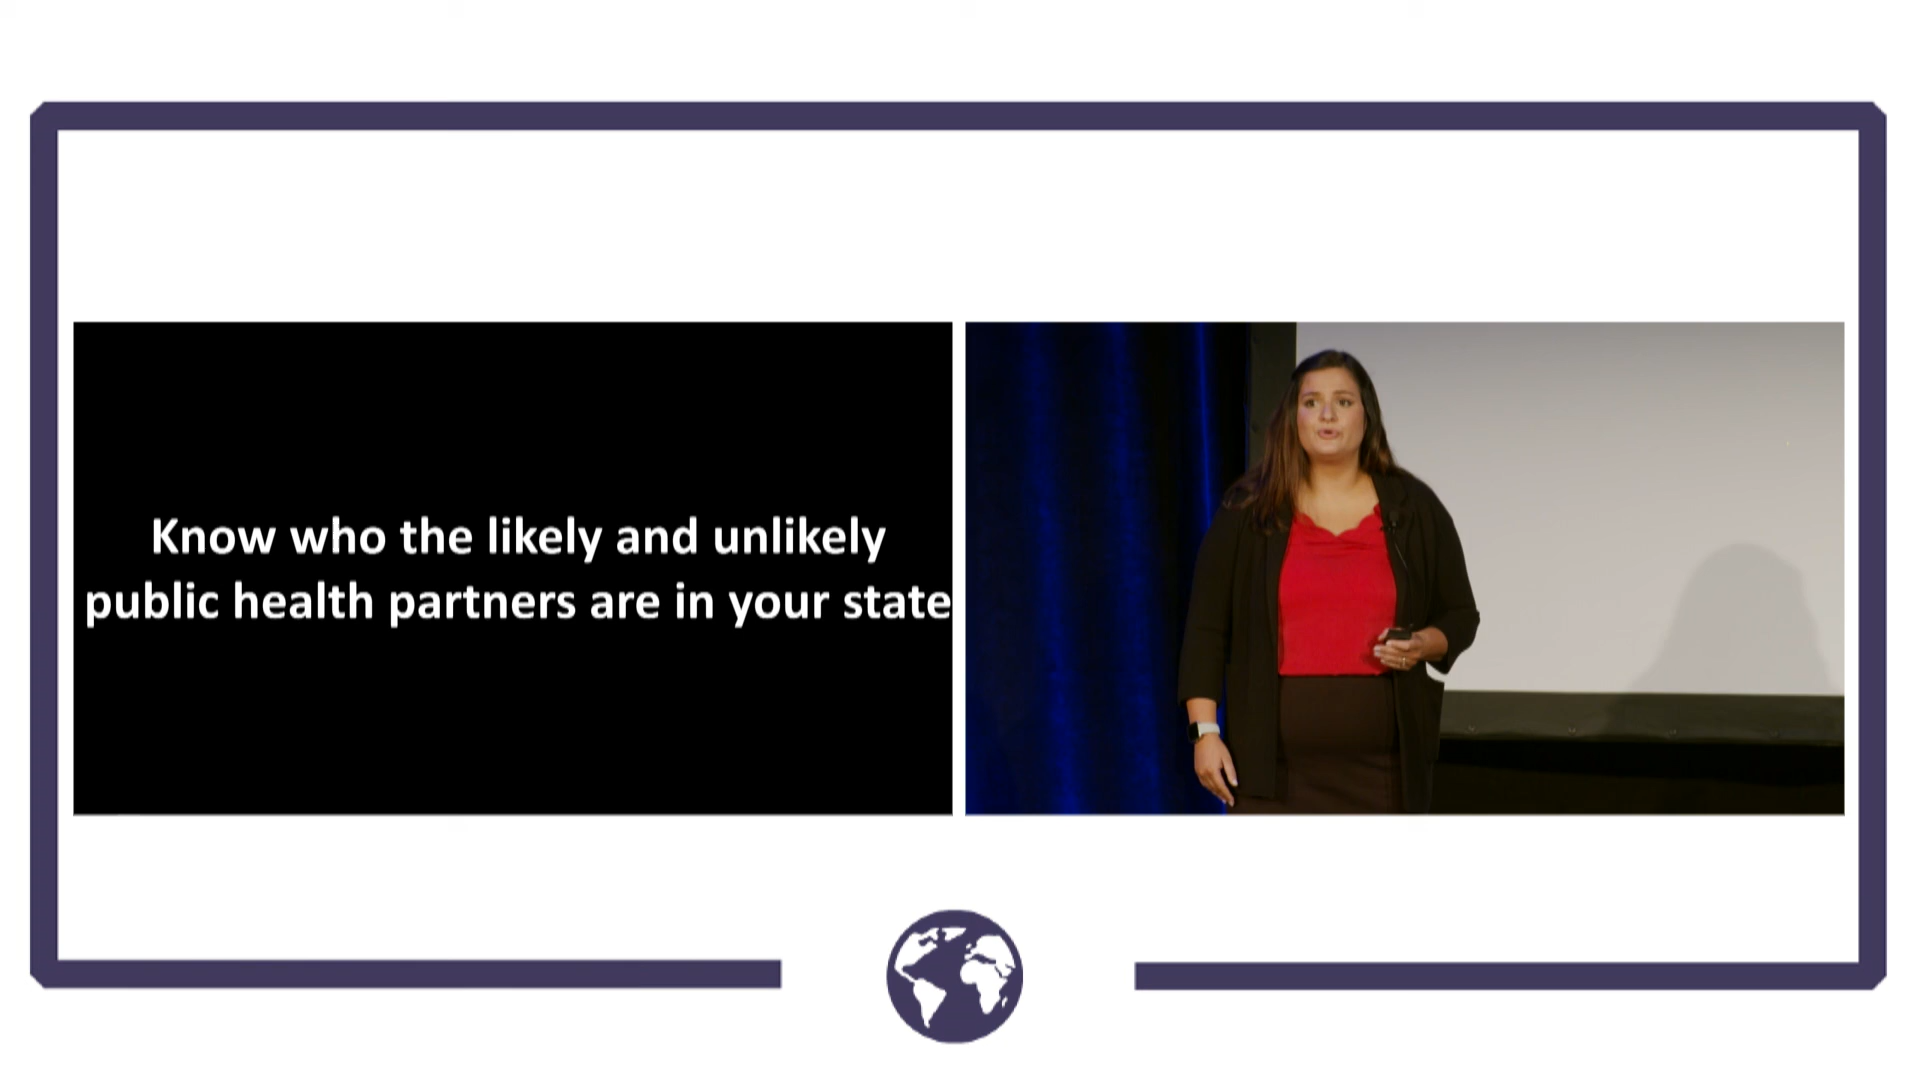 Know who the likely and unlikely
public health partners are in your state